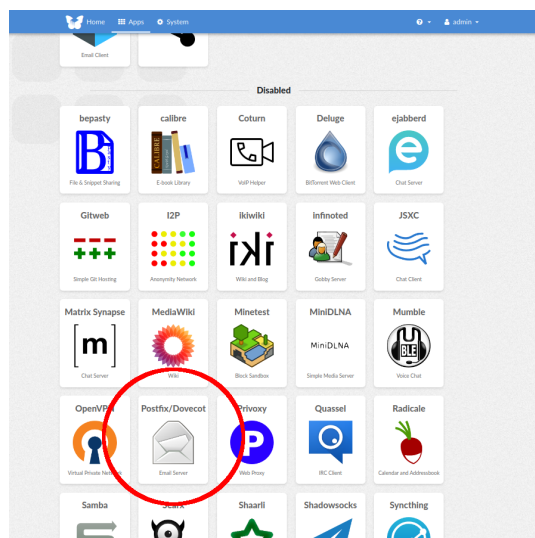 Home Apps System ? admin
Email Client
Disabled
bepasty calibre Coturn Deluge ejabberd
B CALIBRE e
File & Snippet Sharing E-book Library VoIP Helper BitTorrent Web Client Chat Server
Gitweb I2P ikiwiki infinoted JSXC
iki
Simple Git Hosting Anonymity Network Wiki and Blog Gobby Server Chat Client
Matrix Synapse MediaWiki Minetest MiniDLNA Mumble
[m] MiniDLNA BLE
Chat Server Wiki Block Sandbox Simple Media Server Voice Chat
OpenVPN Postfix/Dovecot Privoxy Quassel Radicale
P
Virtual Private Network Email Server Web Proxy IRC Client Calendar and Addressbook
Samba Searx Shaarli Shadowsocks Syncthing